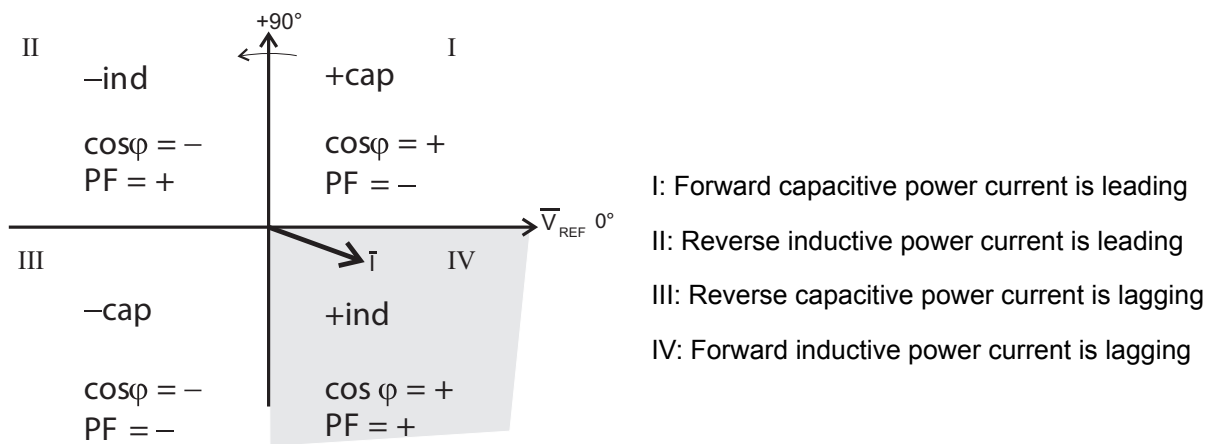 +90°
II
I
–ind
+cap
cosφ = –
PF = +
cosφ = +
PF = –
V REF 0°
III
IV
I
–cap
+ind
cosφ = –
PF = –
cos φ = +
PF = +
I: Forward capacitive power current is leading
II: Reverse inductive power current is leading
III: Reverse capacitive power current is lagging
IV: Forward inductive power current is lagging